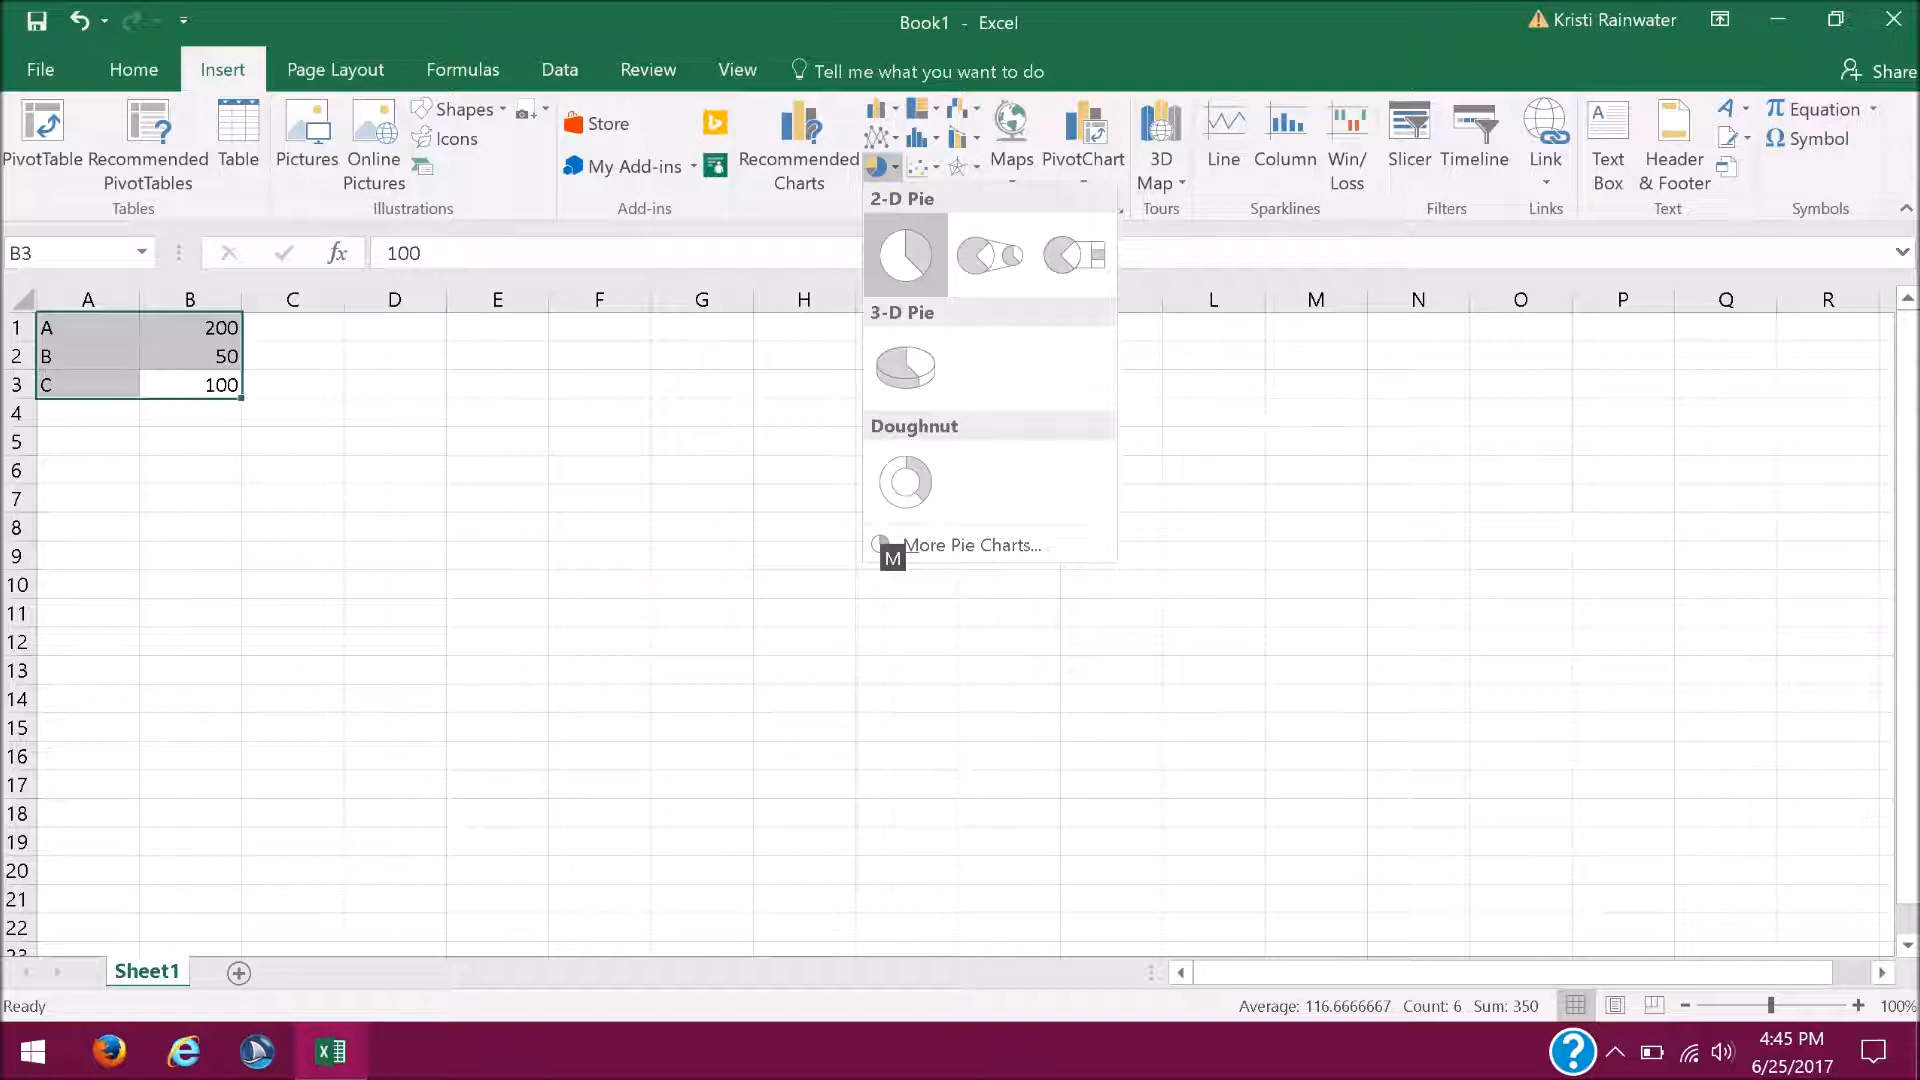 Book1 - Excel
Kristi Rainwater
File Home Insert Page Layout Formulas Data Review View Tell me what you want to do Share
PivotTable Recommended PivotTables Table
Tables
Pictures Online Pictures Shapes Icons
Illustrations
Store
My Add-ins
Add-ins
Recommended Charts
Maps PivotChart
3D Map
Tours
Line Column Win/ Loss
Sparklines
Slicer Timeline
Filters
Link
Links
Text Box Header & Footer
Text
Equation
Symbol
Symbols
B3 fx 100
2-D Pie
3-D Pie
Doughnut
More Pie Charts...
M
A B C D E F G H L M N O P Q R
1 A 200
2 B 50
3 C 100
4
5
6
7
8
9
10
11
12
13
14
15
16
17
18
19
20
21
22
23
Sheet1
Ready Average: 116.6666667 Count: 6 Sum: 350 100%
4:45 PM
6/25/2017